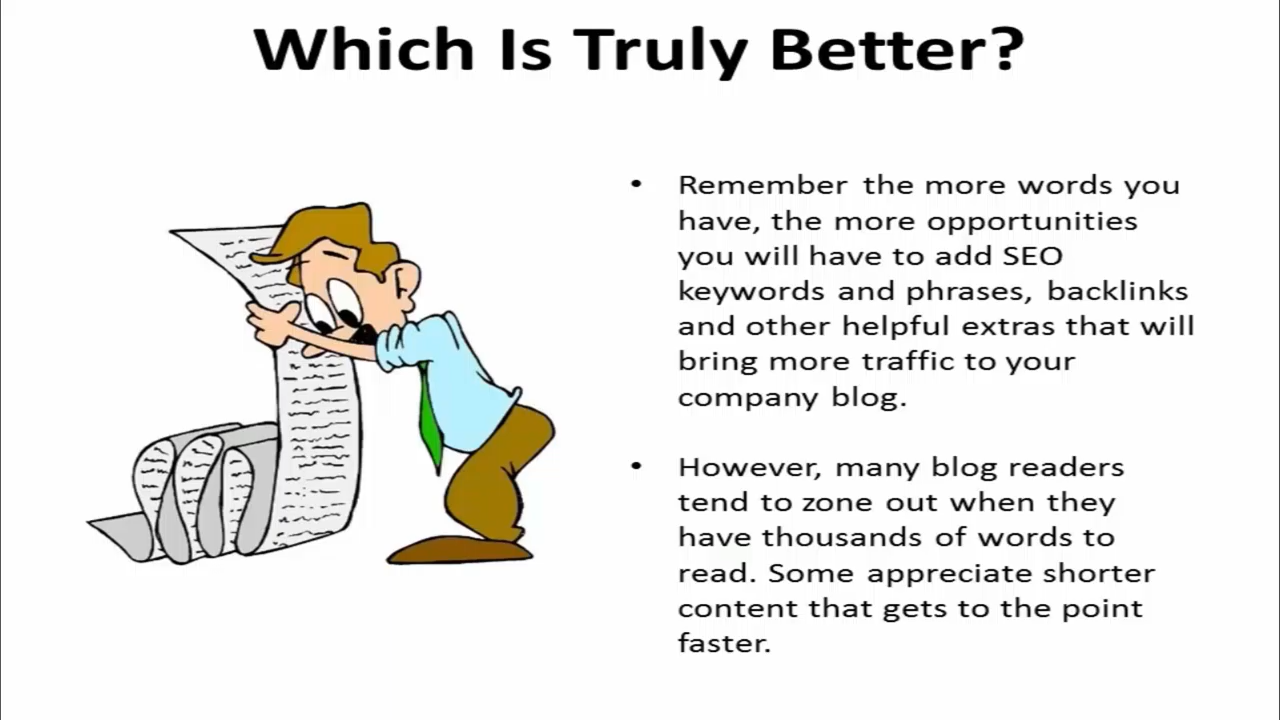 Which Is Truly Better?
• Remember the more words you
have, the more opportunities
you will have to add SEO
keywords and phrases, backlinks
and other helpful extras that will
bring more traffic to your
company blog.
• However, many blog readers
tend to zone out when they
have thousands of words to
read. Some appreciate shorter
content that gets to the point
faster.